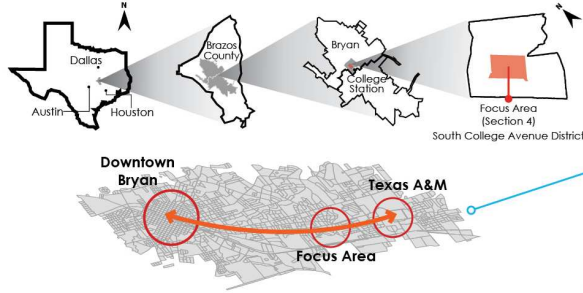 N
N
Dallas
Austin
Houston
Brazos
County
Bryan
College
Station
Focus Area
(Section 4)
South College Avenue District
Downtown
Bryan
Texas A&M
Focus Area